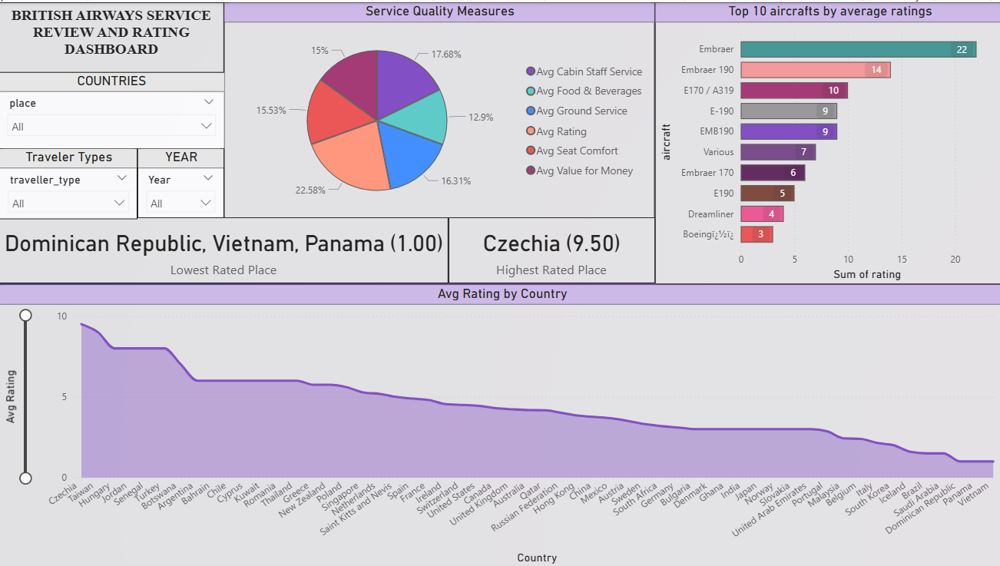 BRITISH AIRWAYS SERVICE
REVIEW AND RATING
DASHBOARD
COUNTRIES
place
All
Traveler Types
traveller_type
All
YEAR
Year
All
Service Quality Measures
15%
17.68%
15.53%
12.9%
22.58%
16.31%
Avg Cabin Staff Service
Avg Food & Beverages
Avg Ground Service
Avg Rating
Avg Seat Comfort
Avg Value for Money
Top 10 aircrafts by average ratings
aircraft
Embraer 22
Embraer 190 14
E170 / A319 10
E-190 9
EMB190 9
Various 7
Embraer 170 6
E190 5
Dreamliner 4
Boeingï¿½ï¿ 3
0 5 10 15 20
Sum of rating
Dominican Republic, Vietnam, Panama (1.00)
Lowest Rated Place
Czechia (9.50)
Highest Rated Place
Avg Rating by Country
Avg Rating
10
5
0
Czechia
Taiwan
Hungary
Jordan
Senegal
Turkey
Botswana
Argentina
Bahrain
Chile
Cyprus
Kuwait
Romania
Thailand
Greece
New Zealand
Poland
Singapore
Netherlands
Saint Kitts and Nevis
Spain
France
Ireland
Switzerland
United States
Canada
United Kingdom
Australia
Qatar
Russian Federation
Hong Kong
China
Mexico
Austria
Sweden
South Africa
Germany
Bulgaria
Denmark
Ghana
India
Japan
Norway
Slovakia
United Arab Emirates
Portugal
Malaysia
Belgium
Italy
South Korea
Iceland
Brazil
Saudi Arabia
Dominican Republic
Panama
Vietnam
Country